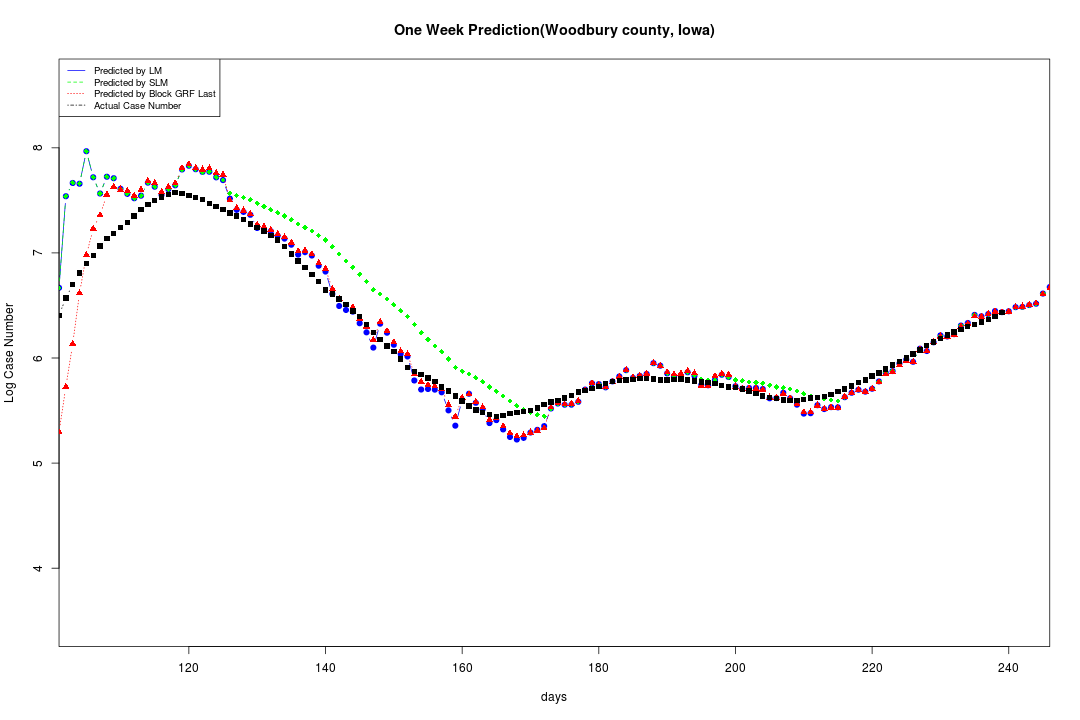 One Week Prediction(Woodbury county, Iowa)
Predicted by LM
Predicted by SLM
Predicted by Block GRF Last
Actual Case Number
8
7
6
5
4
Log Case Number
120 140 160 180 200 220 240
days